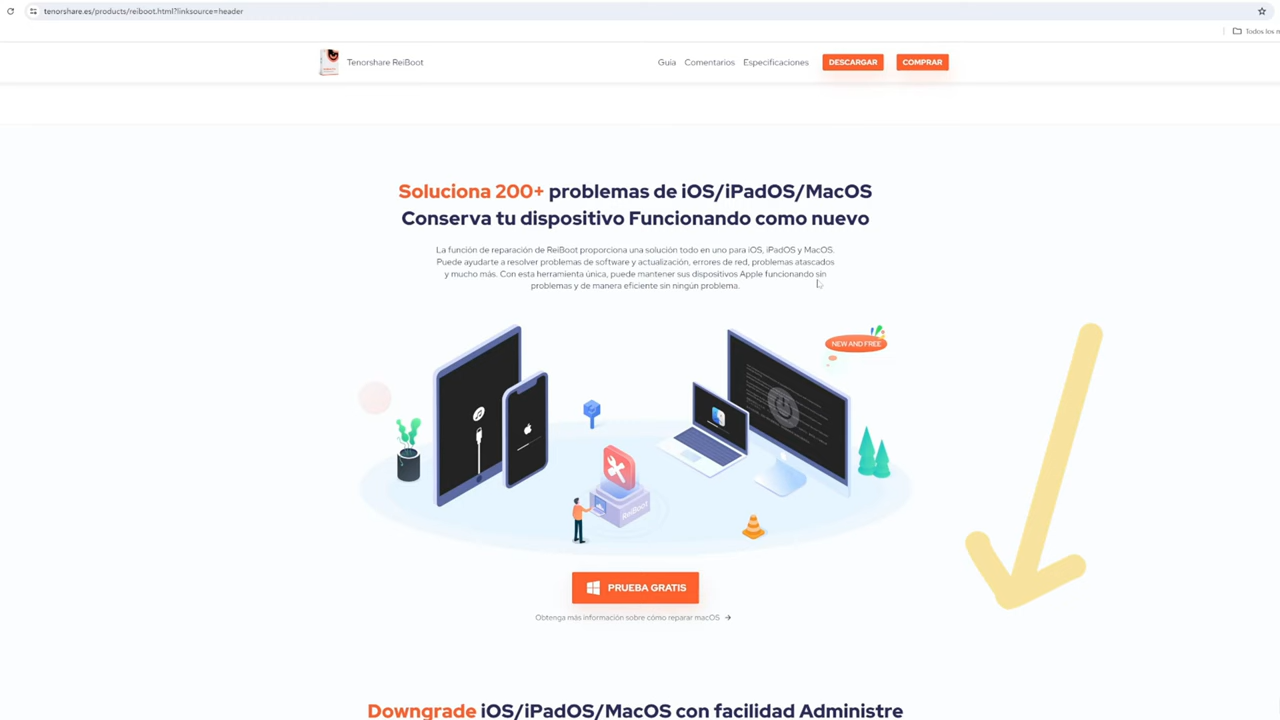 tenorshare.es/products/reiboot.html?linksource=header
Todos los m
Tenorshare ReiBoot
Guía Comentarios Especificaciones DESCARGAR COMPRAR
Soluciona 200+ problemas de iOS/iPadOS/MacOS
Conserva tu dispositivo Funcionando como nuevo
La función de reparación de ReiBoot proporciona una solución todo en uno para iOS, iPadOS y MacOS.
Puede ayudarte a resolver problemas de software y actualización, errores de red, problemas atascados
y mucho más. Con esta herramienta única, puede mantener sus dispositivos Apple funcionando sin
problemas y de manera eficiente sin ningún problema.
NEW AND FREE
ReiBoot
PRUEBA GRATIS
Obtenga más información sobre cómo reparar macOS
Downgrade iOS/iPadOS/MacOS con facilidad Administre